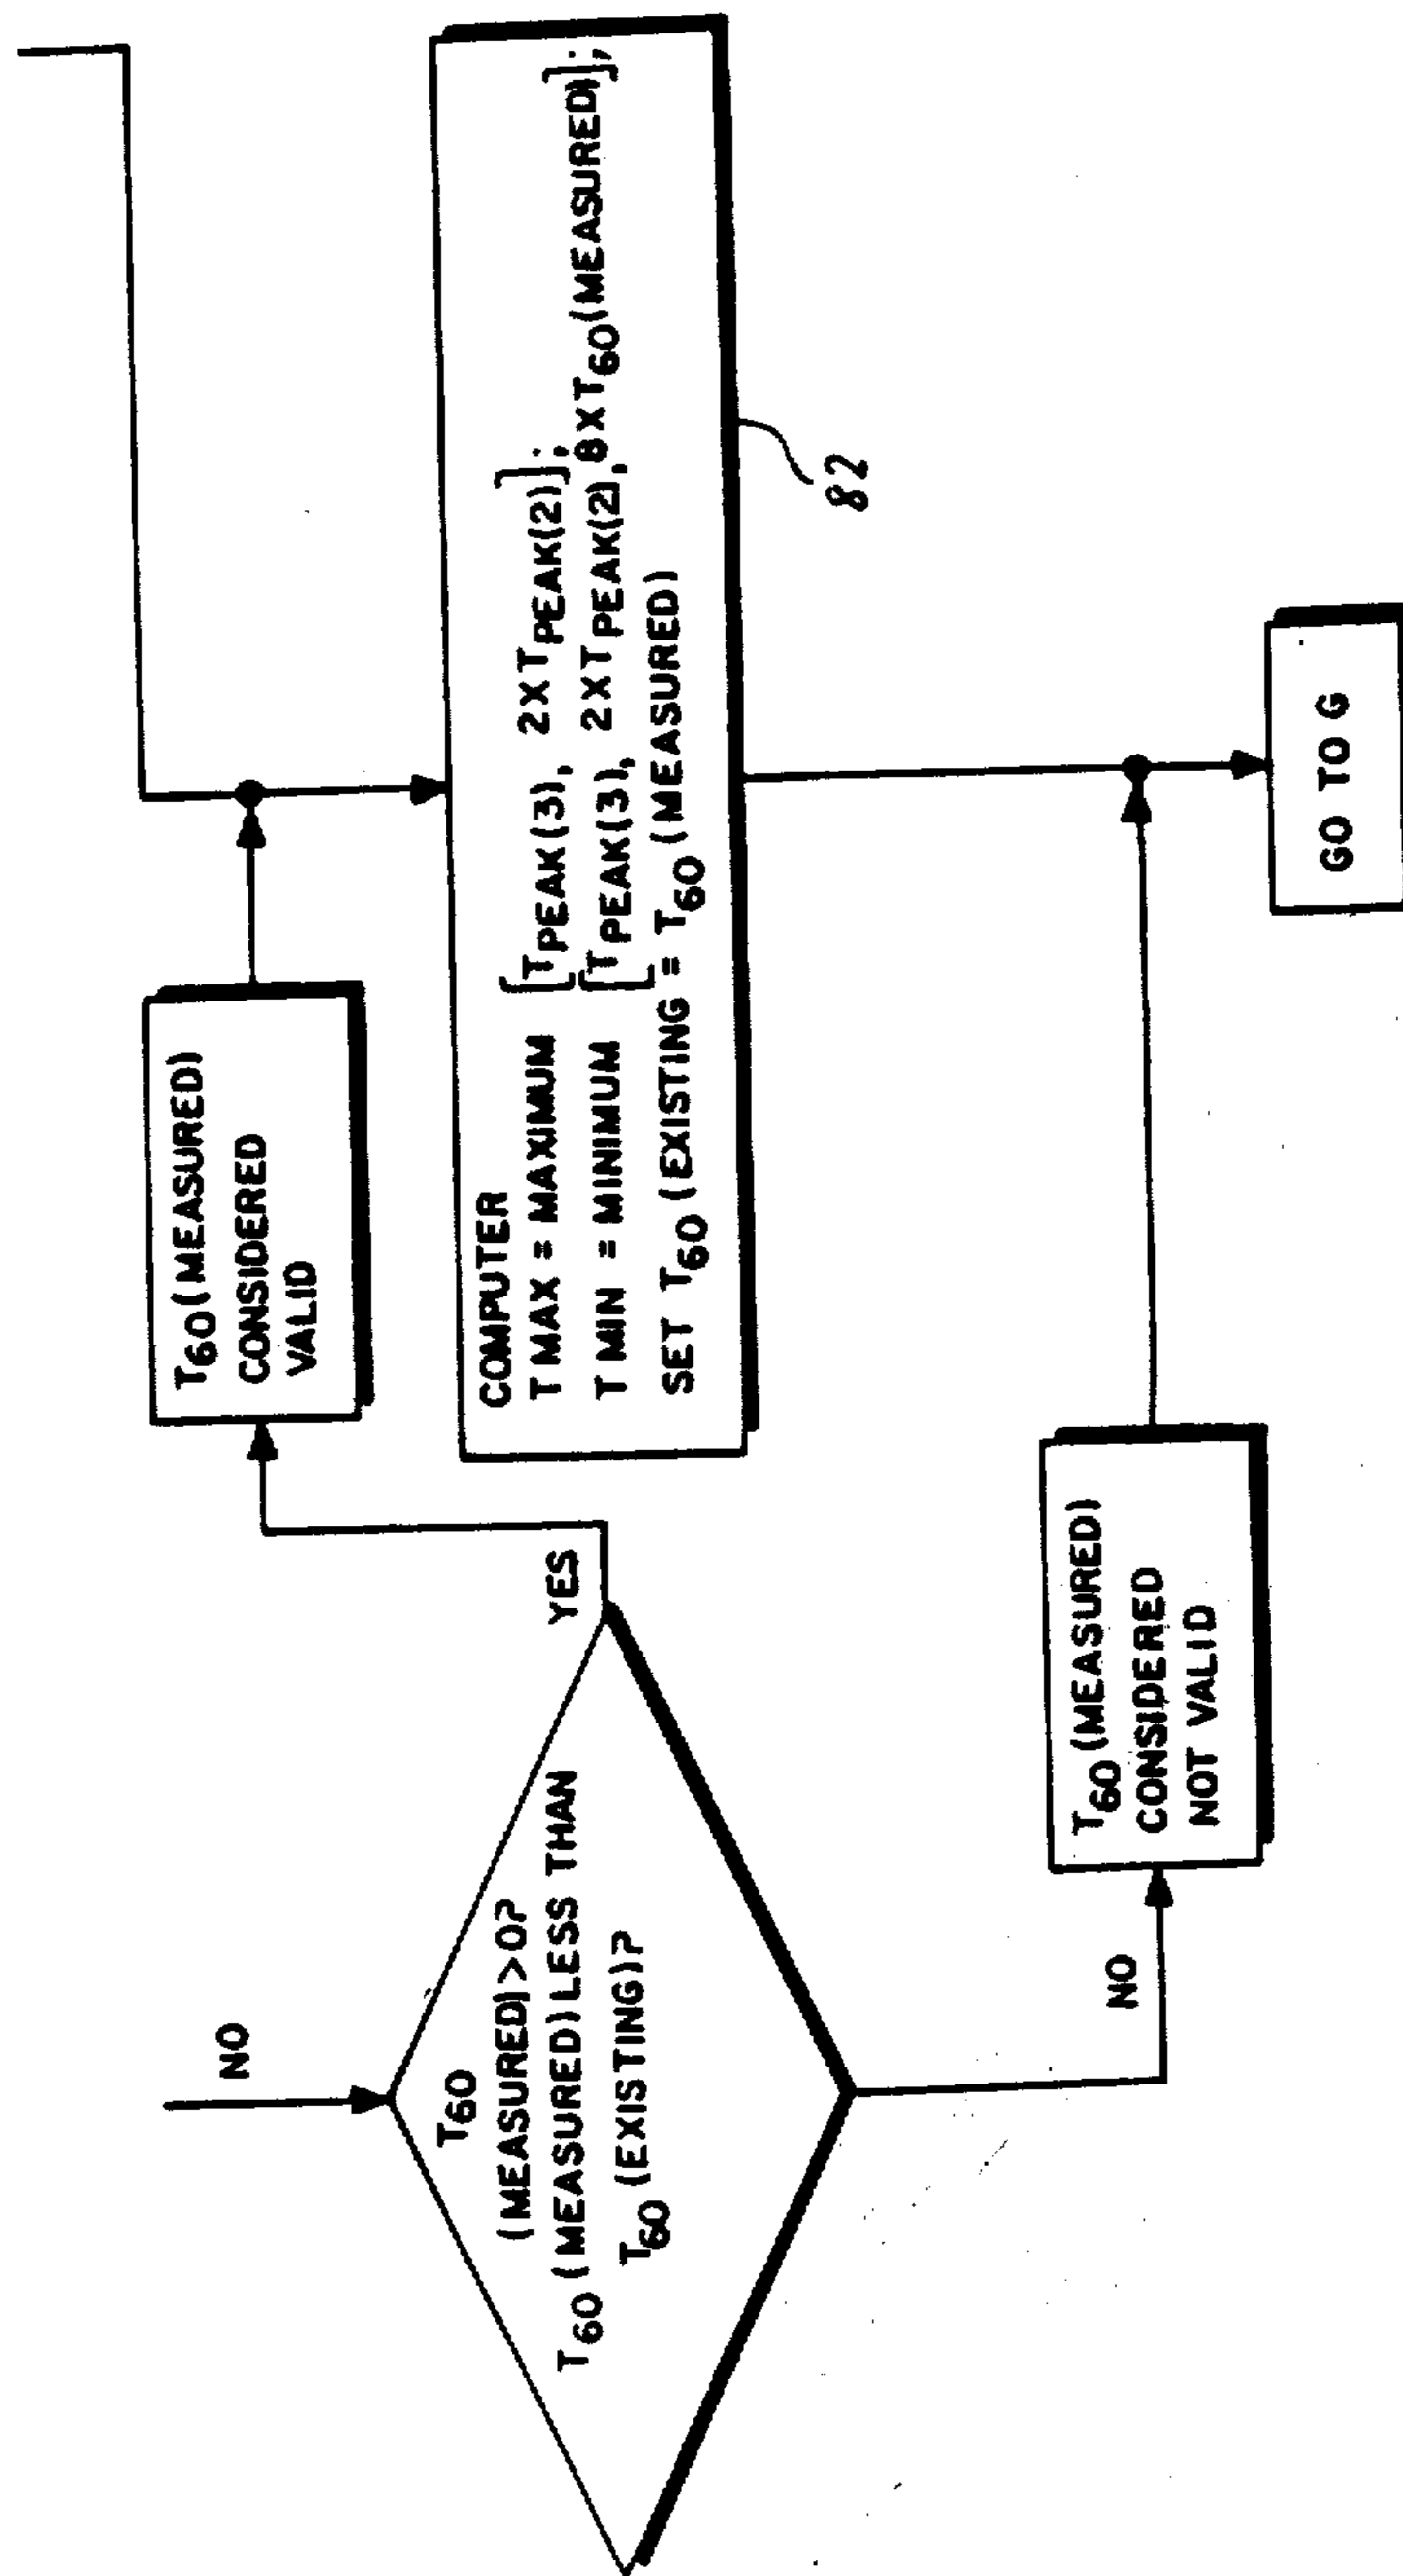 NO
T60
(MEASURED)>0?
T60 (MEASURED) LESS THAN
T60 (EXISTING)?
YES
T60 (MEASURED)
CONSIDERED
VALID
COMPUTER
T MAX = MAXIMUM [TPEAK(3), 2XTPEAK(2)];
T MIN = MINIMUM [TPEAK(3), 2XTPEAK(2), 8XT60(MEASURED)];
SET T60 (EXISTING = T60 (MEASURED)
82
NO
T60 (MEASURED)
CONSIDERED
NOT VALID
GO TO G